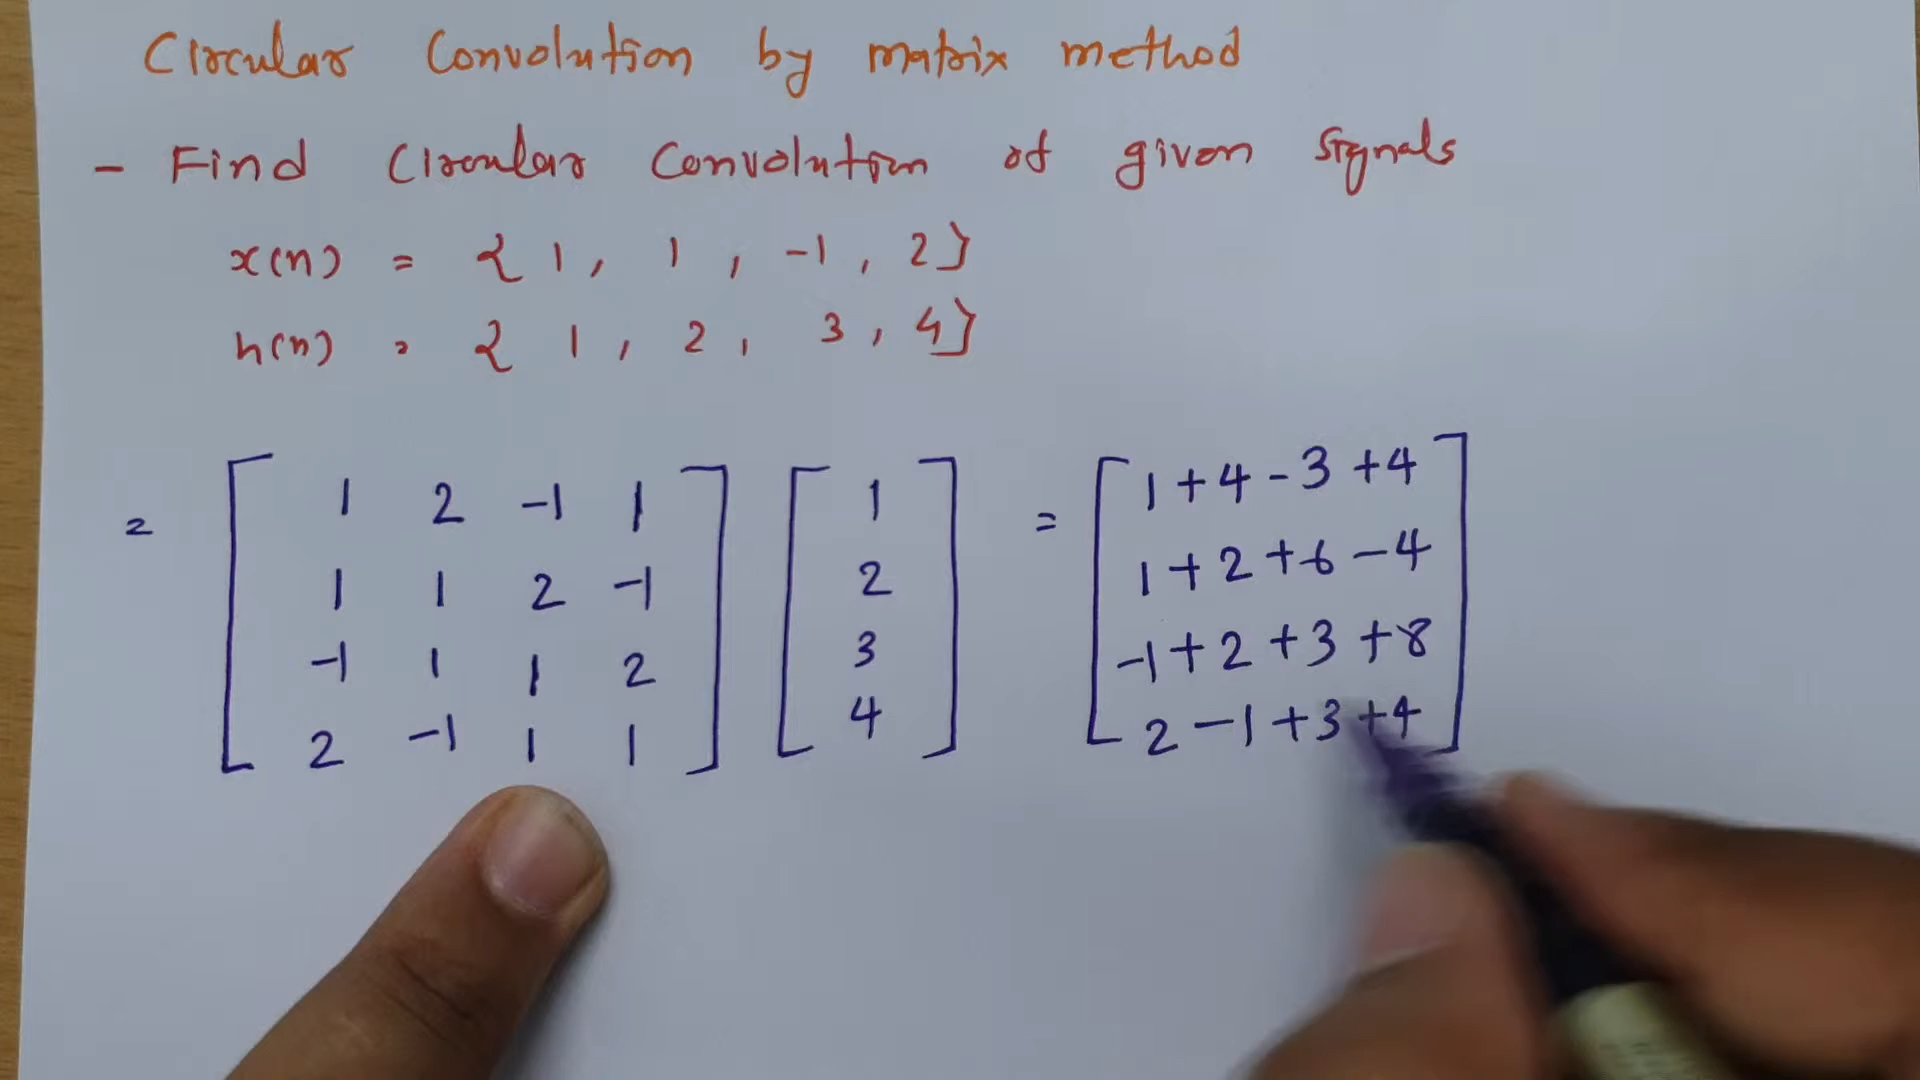 Circular Convolution by matrix method
- Find Circular Convolution of given signals
x(n) = { 1, 1, -1, 2}
h(n) = { 1, 2, 3, 4}
= [ 1 2 -1 1 ] [ 1 ] = [ 1+4-3+4 ]
1 1 2 -1 2 1+2+6-4
-1 1 1 2 3 -1+2+3+8
2 -1 1 1 4 2-1+3+4